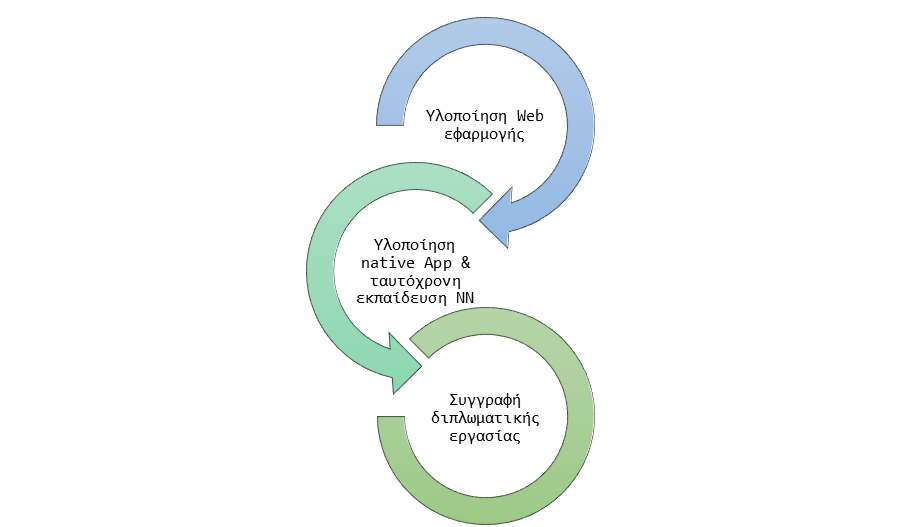 Υλοποίηση Web
εφαρμογής
Υλοποίηση
native App &
ταυτόχρονη
εκπαίδευση NN
Συγγραφή
διπλωματικής
εργασίας